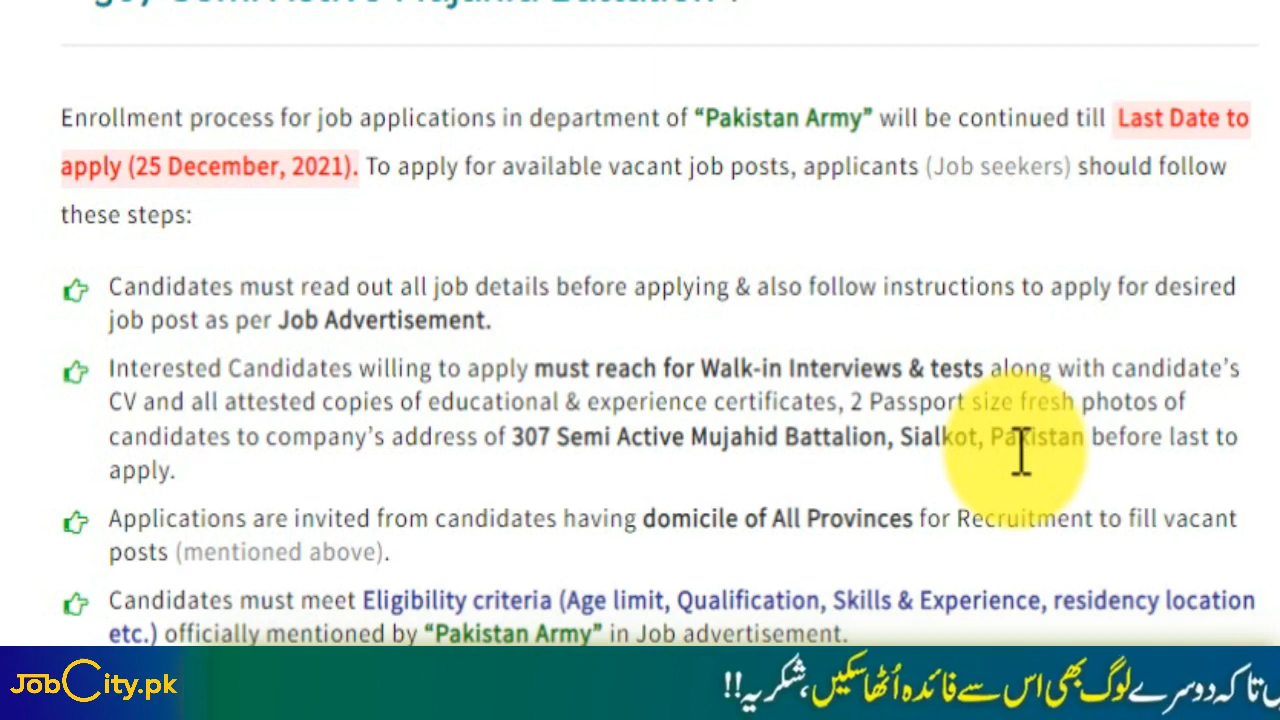 Semi Active Mujahid Battalion ?
Enrollment process for job applications in department of “Pakistan Army” will be continued till Last Date to
apply (25 December, 2021). To apply for available vacant job posts, applicants (Job seekers) should follow
these steps:
Candidates must read out all job details before applying & also follow instructions to apply for desired
job post as per Job Advertisement.
Interested Candidates willing to apply must reach for Walk-in Interviews & tests along with candidate’s
CV and all attested copies of educational & experience certificates, 2 Passport size fresh photos of
candidates to company’s address of 307 Semi Active Mujahid Battalion, Sialkot, Pakistan before last to
apply.
Applications are invited from candidates having domicile of All Provinces for Recruitment to fill vacant
posts (mentioned above).
Candidates must meet Eligibility criteria (Age limit, Qualification, Skills & Experience, residency location
etc.) officially mentioned by “Pakistan Army” in Job advertisement.
JobCity.pk
تاکہ دوسرے لوگ بھی اس سے فائدہ اُٹھا سکیں، شکریہ!!